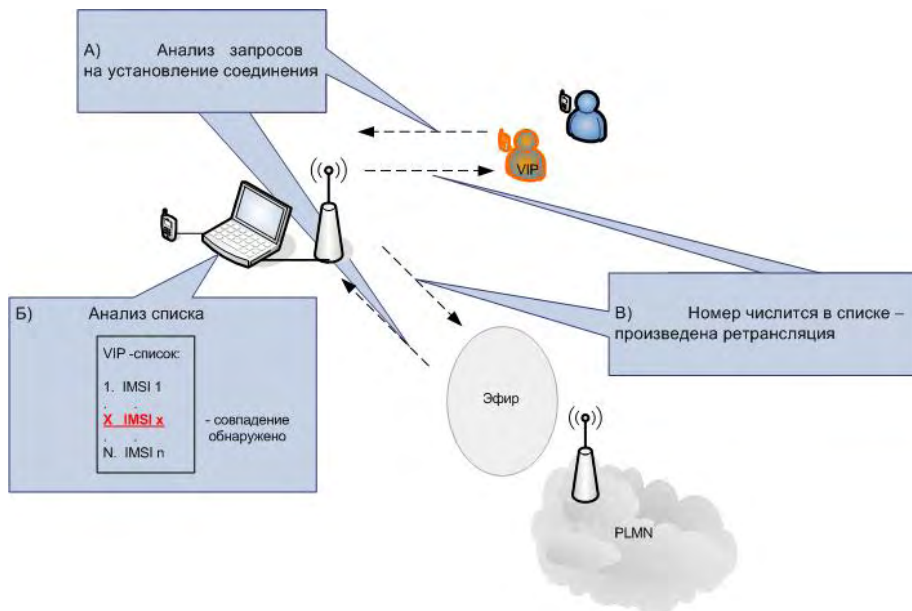 А) Анализ запросов
на установление соединения
VIP
Б) Анализ списка
VIP -список:
1. IMSI 1
. .
X IMSI x
. .
N. IMSI n
- совпадение
обнаружено
В) Номер числится в списке –
произведена ретрансляция
Эфир
PLMN